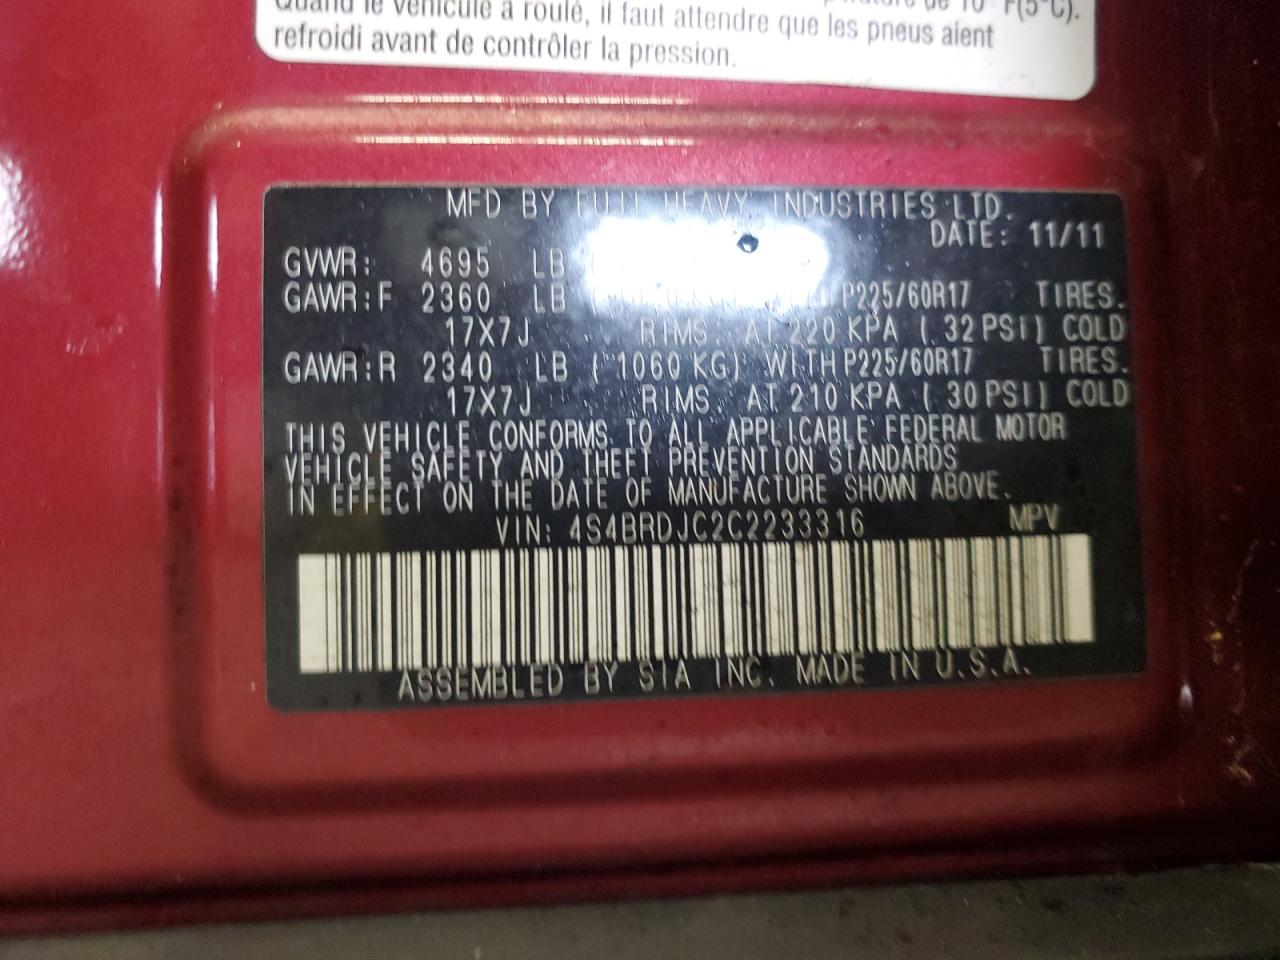 Quand le véhicule a roulé, il faut attendre que les pneus aient
refroidi avant de contrôler la pression.
MFD BY FUJI HEAVY INDUSTRIES LTD.
DATE: 11/11
GVWR: 4695 LB
GAWR:F 2360 LB P225/60R17 TIRES.
17X7J RIMS. AT 220 KPA ( 32 PSI) COLD
GAWR:R 2340 LB ( 1060 KG) WITH P225/60R17 TIRES.
17X7J RIMS. AT 210 KPA ( 30 PSI) COLD
THIS VEHICLE CONFORMS TO ALL APPLICABLE FEDERAL MOTOR
VEHICLE SAFETY AND THEFT PREVENTION STANDARDS
IN EFFECT ON THE DATE OF MANUFACTURE SHOWN ABOVE.
VIN: 4S4BRDJC2C2233316 MPV
ASSEMBLED BY SIA INC. MADE IN U.S.A.